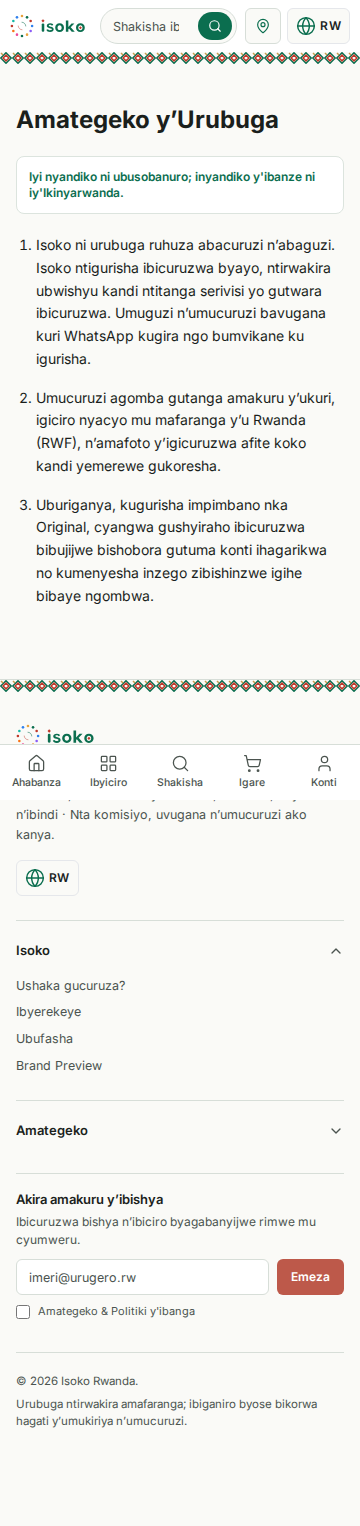 isoko
Shakisha ib
RW
Amategeko y’Urubuga
Iyi nyandiko ni ubusobanuro; inyandiko y'ibanze ni
iy'Ikinyarwanda.
1. Isoko ni urubuga ruhuza abacuruzi n’abaguzi.
Isoko ntigurisha ibicuruzwa byayo, ntirwakira
ubwishyu kandi ntitanga serivisi yo gutwara
ibicuruzwa. Umuguzi n’umucuruzi bavugana
kuri WhatsApp kugira ngo bumvikane ku
igurisha.
2. Umucuruzi agomba gutanga amakuru y’ukuri,
igiciro nyacyo mu mafaranga y’u Rwanda
(RWF), n’amafoto y’igicuruzwa afite koko
kandi yemerewe gukoresha.
3. Uburiganya, kugurisha impimbano nka
Original, cyangwa gushyiraho ibicuruzwa
bibujijwe bishobora gutuma konti ihagarikwa
no kumenyesha inzego zibishinzwe igihe
bibaye ngombwa.
isoko
Ahabanza
Ibyiciro
Shakisha
Igare
Konti
n’ibindi · Nta komisiyo, uvugana n’umucuruzi ako
kanya.
RW
Isoko
Ushaka gucuruza?
Ibyerekeye
Ubufasha
Brand Preview
Amategeko
Akira amakuru y’ibishya
Ibicuruzwa bishya n’ibiciro byagabanyijwe rimwe mu
cyumweru.
imeri@urugero.rw
Emeza
Amategeko & Politiki y'ibanga
© 2026 Isoko Rwanda.
Urubuga ntirwakira amafaranga; ibiganiro byose bikorwa
hagati y’umukiriya n’umucuruzi.